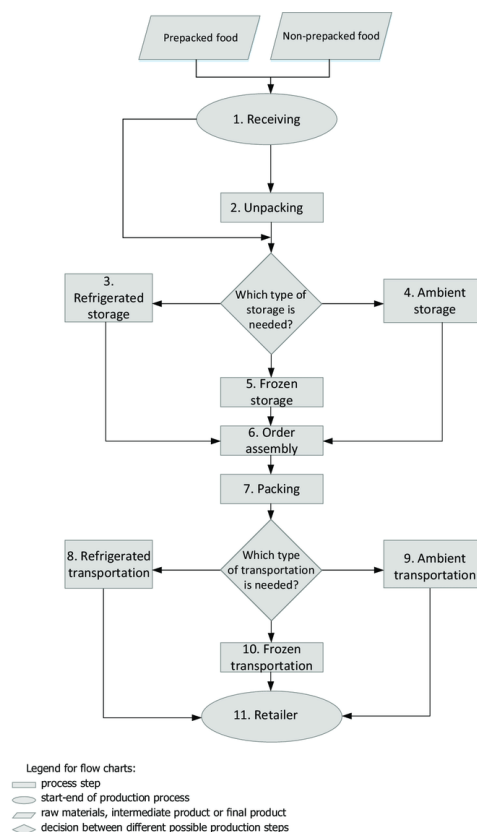 Prepacked food
Non-prepacked food
1. Receiving
2. Unpacking
3.
Refrigerated
storage
Which type of
storage is
needed?
4. Ambient
storage
5. Frozen
storage
6. Order
assembly
7. Packing
8. Refrigerated
transportation
Which type
of transportation
is needed?
9. Ambient
transportation
10. Frozen
transportation
11. Retailer
Legend for flow charts:
process step
start-end of production process
raw materials, intermediate product or final product
decision between different possible production steps